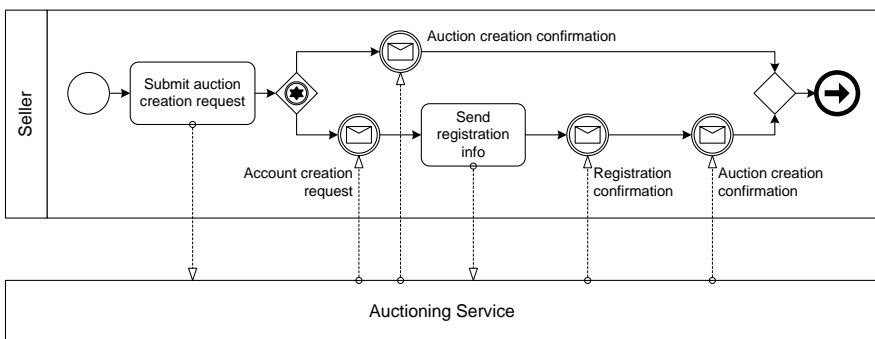 Seller
Auction creation confirmation
Submit auction
creation request
Send
registration
info
Account creation
request
Registration
confirmation
Auction creation
confirmation
Auctioning Service